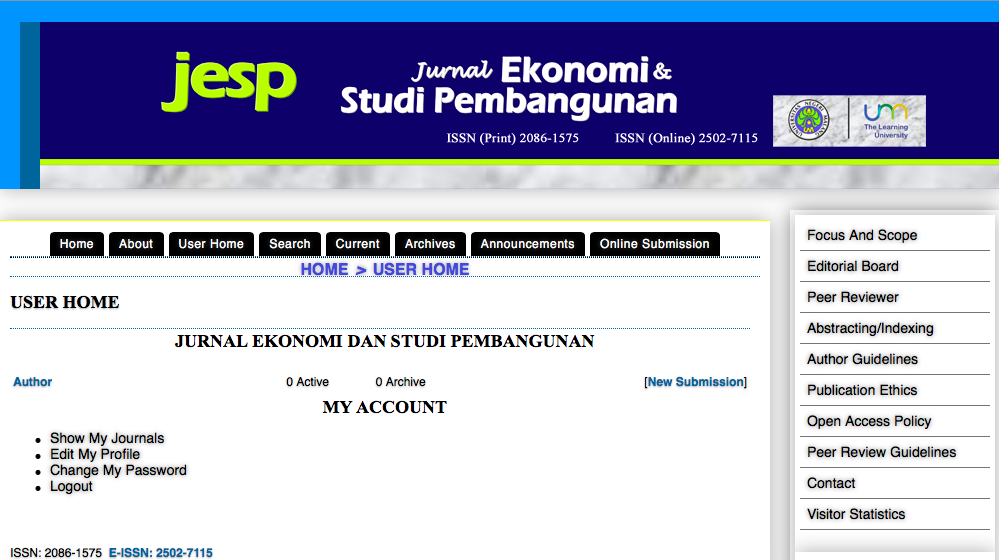 jesp
Jurnal Ekonomi &
Studi Pembangunan
ISSN (Print) 2086-1575 ISSN (Online) 2502-7115
UNIVERSITAS NEGERI MALANG
um
The Learning
University
Home About User Home Search Current Archives Announcements Online Submission
HOME > USER HOME
USER HOME
JURNAL EKONOMI DAN STUDI PEMBANGUNAN
Author 0 Active 0 Archive [New Submission]
MY ACCOUNT
Show My Journals
Edit My Profile
Change My Password
Logout
ISSN: 2086-1575 E-ISSN: 2502-7115
Focus And Scope
Editorial Board
Peer Reviewer
Abstracting/Indexing
Author Guidelines
Publication Ethics
Open Access Policy
Peer Review Guidelines
Contact
Visitor Statistics